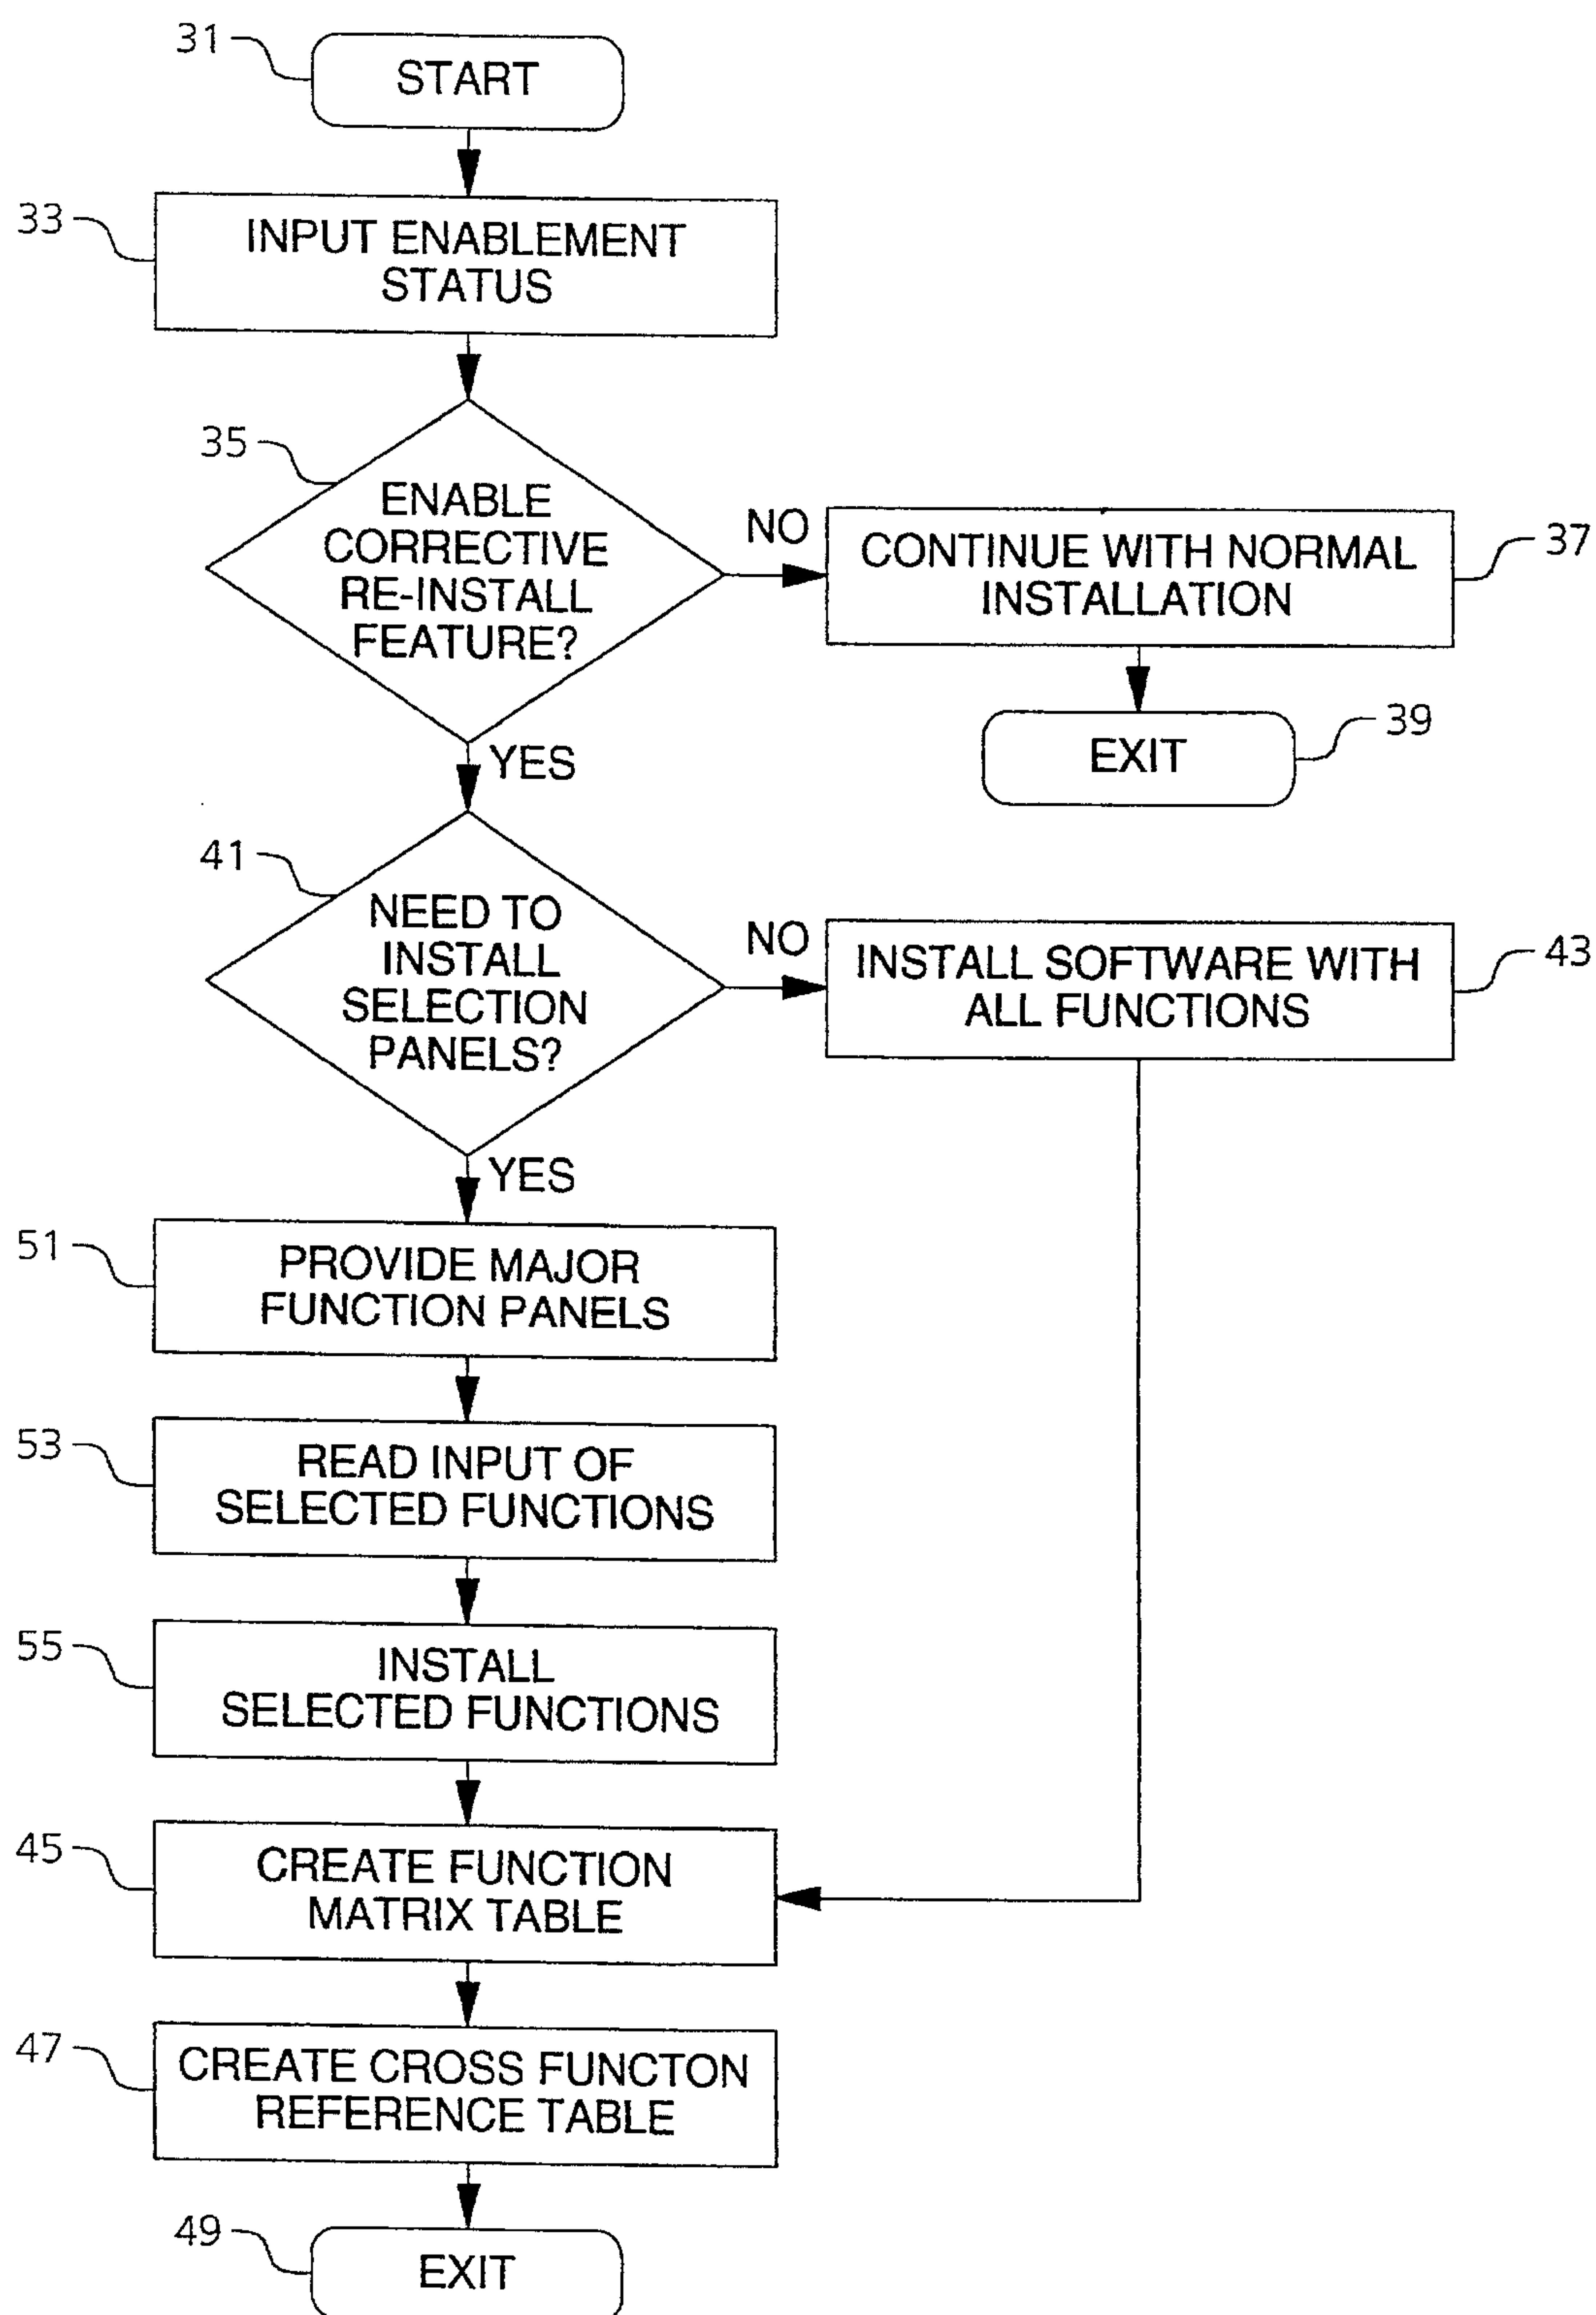 31
START
33
INPUT ENABLEMENT
STATUS
35
ENABLE
CORRECTIVE
RE-INSTALL
FEATURE?
NO
CONTINUE WITH NORMAL
INSTALLATION
37
EXIT
39
YES
41
NEED TO
INSTALL
SELECTION
PANELS?
NO
INSTALL SOFTWARE WITH
ALL FUNCTIONS
43
YES
51
PROVIDE MAJOR
FUNCTION PANELS
53
READ INPUT OF
SELECTED FUNCTIONS
55
INSTALL
SELECTED FUNCTIONS
45
CREATE FUNCTION
MATRIX TABLE
47
CREATE CROSS FUNCTON
REFERENCE TABLE
49
EXIT